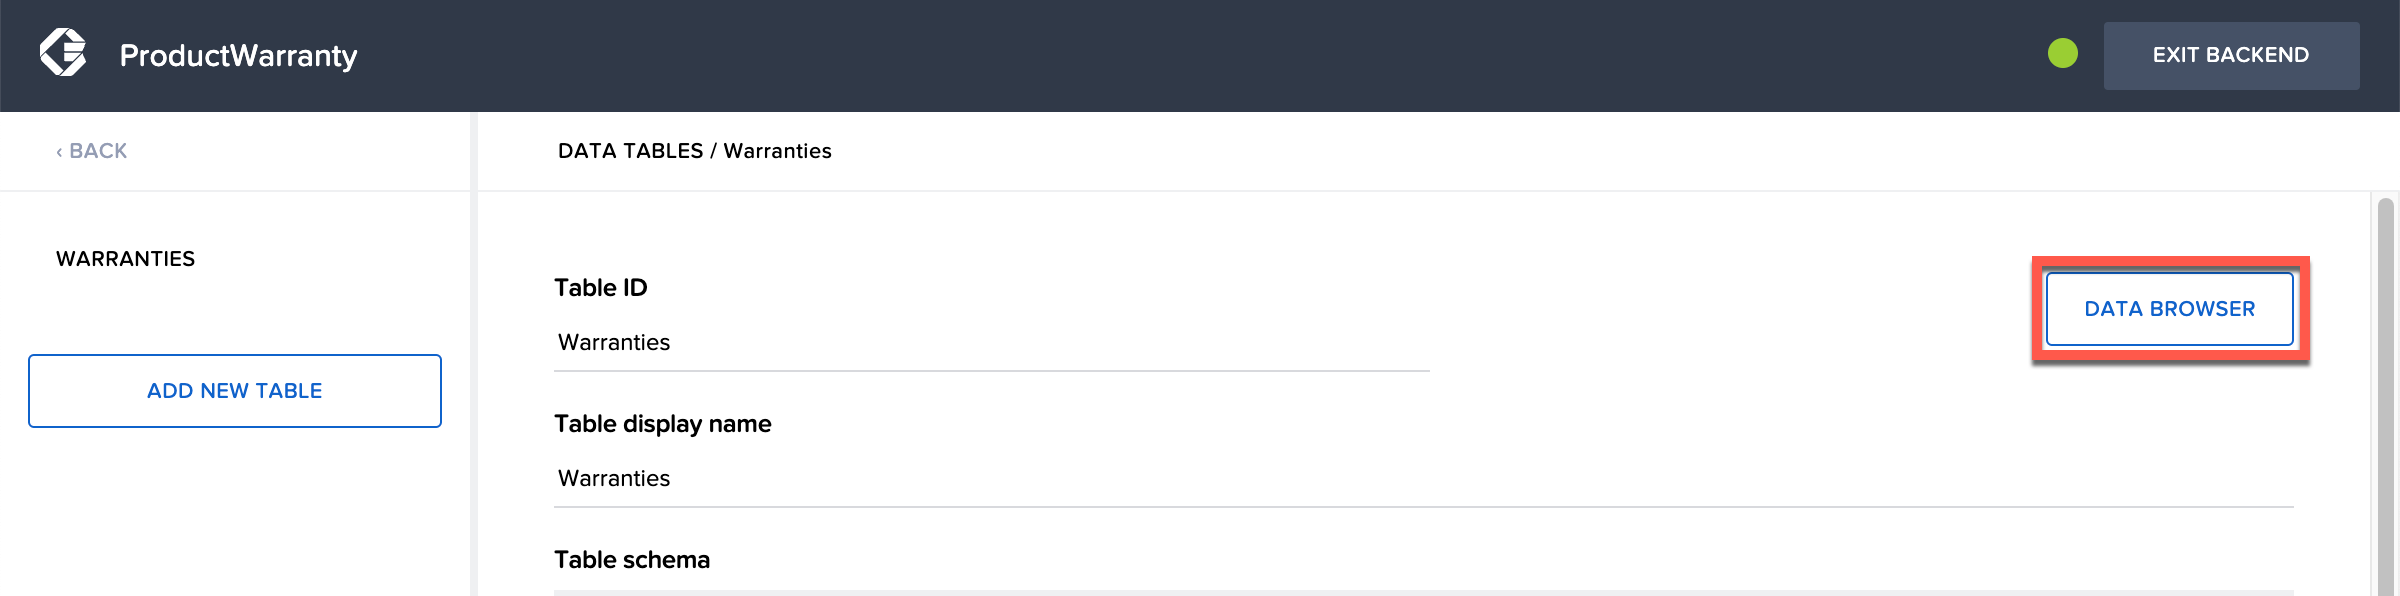 ProductWarranty
EXIT BACKEND
‹ BACK
DATA TABLES / Warranties
WARRANTIES
ADD NEW TABLE
Table ID
Warranties
DATA BROWSER
Table display name
Warranties
Table schema